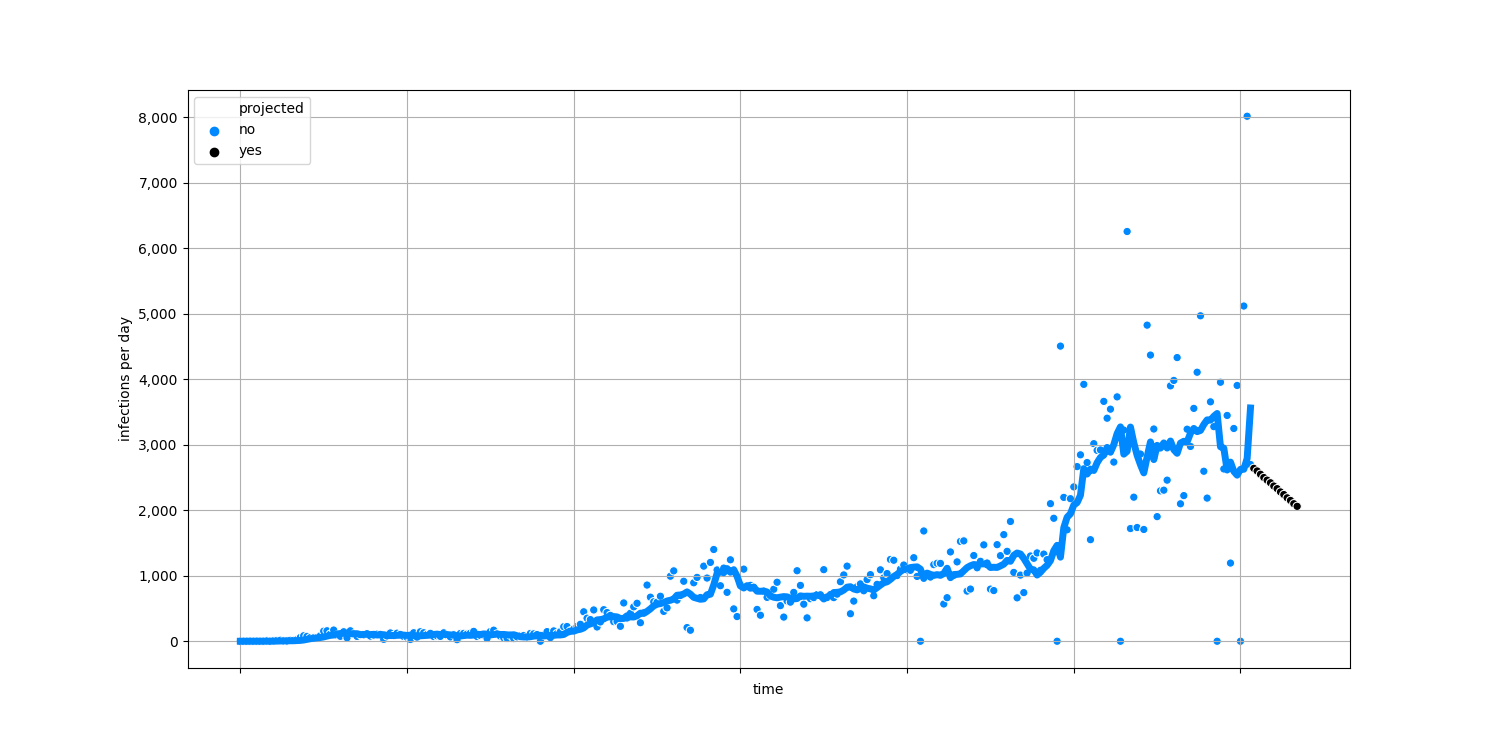 projected
no
yes
8,000
7,000
6,000
5,000
4,000
3,000
2,000
1,000
0
infections per day
time